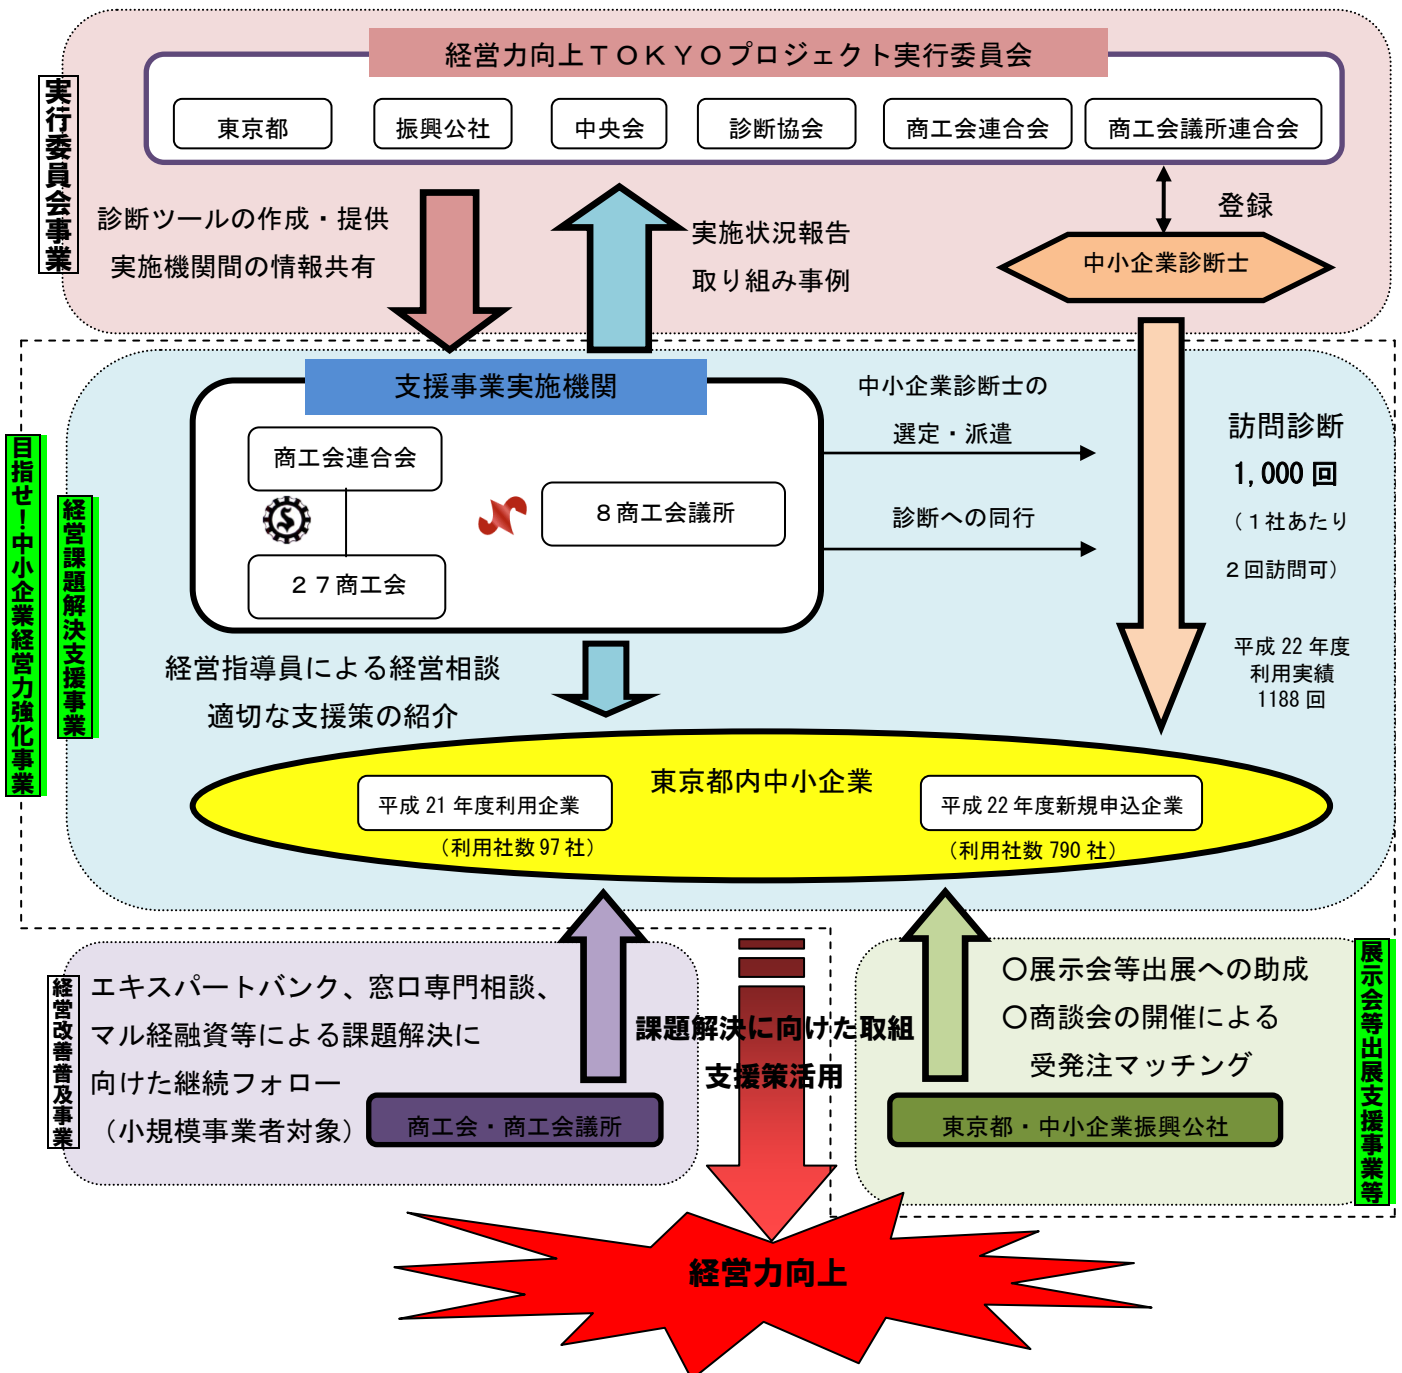 経営力向上ＴＯＫＹＯプロジェクト実行委員会
東京都
振興公社
中央会
診断協会
商工会連合会
商工会議所連合会
実行委員会事業
診断ツールの作成・提供
実施機関間の情報共有
実施状況報告
取り組み事例
登録
中小企業診断士
支援事業実施機関
商工会連合会
２７商工会
８商工会議所
中小企業診断士の
選定・派遣
診断への同行
訪問診断
1,000 回
（１社あたり
２回訪問可）
平成 22 年度
利用実績
1188 回
目指せ！中小企業経営力強化事業
経営課題解決支援事業
経営指導員による経営相談
適切な支援策の紹介
東京都内中小企業
平成 21 年度利用企業
（利用社数 97 社）
平成 22 年度新規申込企業
（利用社数 790 社）
経営改善普及事業
エキスパートバンク、窓口専門相談、
マル経融資等による課題解決に
向けた継続フォロー
（小規模事業者対象）
商工会・商工会議所
課題解決に向けた取組
支援策活用
〇展示会等出展への助成
〇商談会の開催による
受発注マッチング
東京都・中小企業振興公社
展示会等出展支援事業等
経営力向上